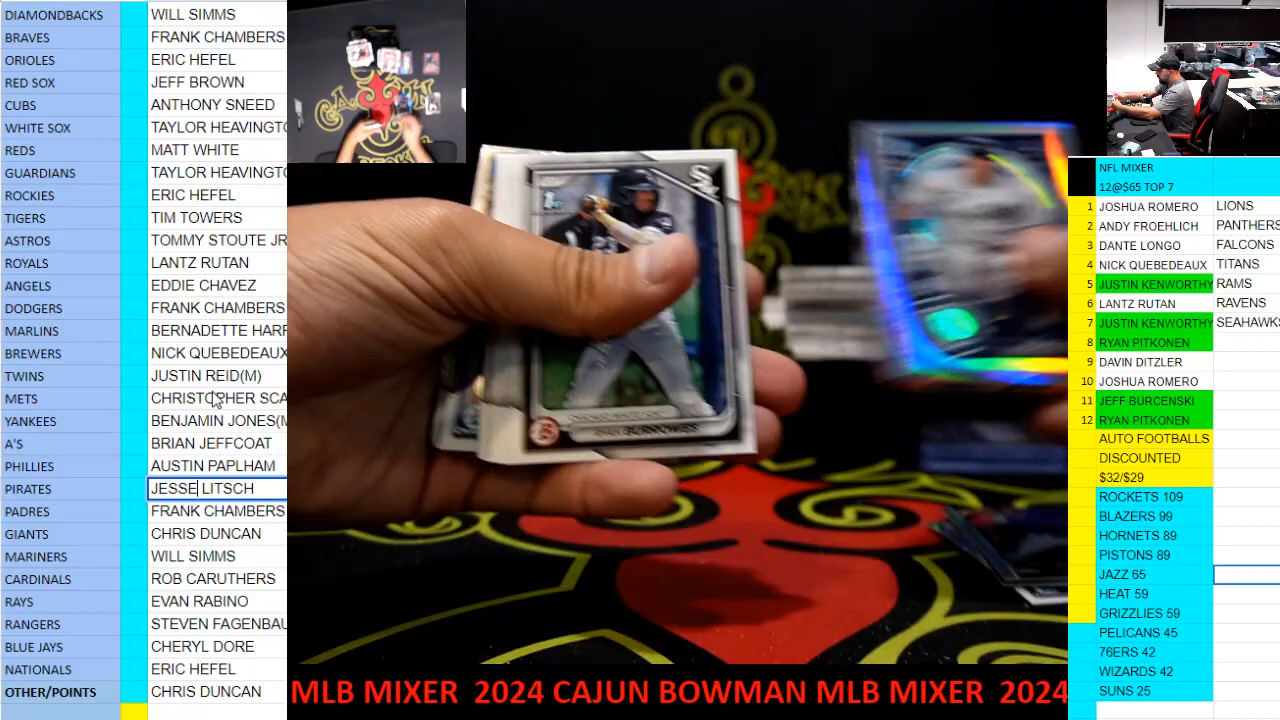 DIAMONDBACKS WILL SIMMS
BRAVES FRANK CHAMBERS
ORIOLES ERIC HEFEL
RED SOX JEFF BROWN
CUBS ANTHONY SNEED
WHITE SOX TAYLOR HEAVINGTO
REDS MATT WHITE
GUARDIANS TAYLOR HEAVINGTO
ROCKIES ERIC HEFEL
TIGERS TIM TOWERS
ASTROS TOMMY STOUTE JR
ROYALS LANTZ RUTAN
ANGELS EDDIE CHAVEZ
DODGERS FRANK CHAMBERS
MARLINS BERNADETTE HARR
BREWERS NICK QUEBEDEAUX
TWINS JUSTIN REID(M)
METS CHRISTOPHER SCA
YANKEES BENJAMIN JONES(M
A'S BRIAN JEFFCOAT
PHILLIES AUSTIN PAPLHAM
PIRATES JESSE LITSCH
PADRES FRANK CHAMBERS
GIANTS CHRIS DUNCAN
MARINERS WILL SIMMS
CARDINALS ROB CARUTHERS
RAYS EVAN RABINO
RANGERS STEVEN FAGENBAU
BLUE JAYS CHERYL DORE
NATIONALS ERIC HEFEL
OTHER/POINTS CHRIS DUNCAN
1st
BURROWES
B
MLB MIXER 2024 CAJUN BOWMAN MLB MIXER 2024
NFL MIXER
12@$65 TOP 7
1 JOSHUA ROMERO LIONS
2 ANDY FROEHLICH PANTHERS
3 DANTE LONGO FALCONS
4 NICK QUEBEDEAUX TITANS
5 JUSTIN KENWORTHY RAMS
6 LANTZ RUTAN RAVENS
7 JUSTIN KENWORTHY SEAHAWKS
8 RYAN PITKONEN
9 DAVIN DITZLER
10 JOSHUA ROMERO
11 JEFF BURCENSKI
12 RYAN PITKONEN
AUTO FOOTBALLS
DISCOUNTED
$32/$29
ROCKETS 109
BLAZERS 99
HORNETS 89
PISTONS 89
JAZZ 65
HEAT 59
GRIZZLIES 59
PELICANS 45
76ERS 42
WIZARDS 42
SUNS 25